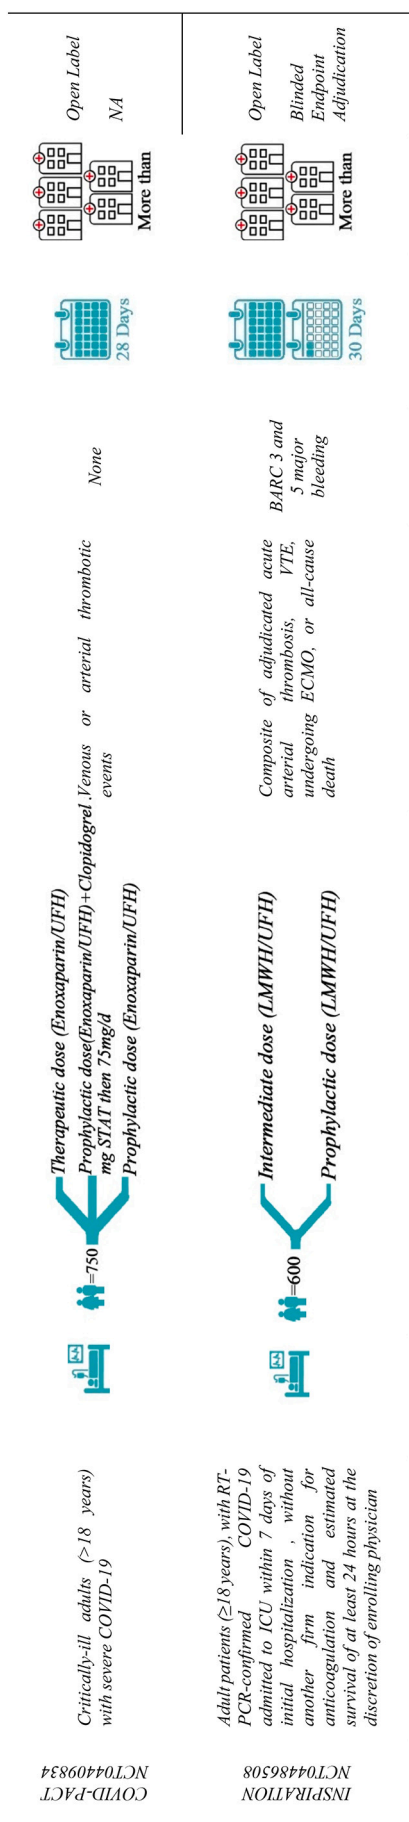 COVID-PACT
NCT04409834
Critically-ill adults (>18 years)
with severe COVID-19
=750
Therapeutic dose (Enoxaparin/UFH)
Prophylactic dose(Enoxaparin/UFH)+Clopidogrel
mg STAT then 75mg/d
Prophylactic dose (Enoxaparin/UFH)
.Venous or arterial thrombotic
events
None
28 Days
More than
Open Label
NA
INSPIRATION
NCT04486508
Adult patients (≥18 years), with RT-
PCR-confirmed COVID-19
admitted to ICU within 7 days of
initial hospitalization , without
another firm indication for
anticoagulation and estimated
survival of at least 24 hours at the
discretion of enrolling physician
=600
Intermediate dose (LMWH/UFH)
Prophylactic dose (LMWH/UFH)
Composite of adjudicated acute
arterial thrombosis, VTE,
undergoing ECMO, or all-cause
death
BARC 3 and
5 major
bleeding
30 Days
More than
Open Label
Blinded
Endpoint
Adjudication